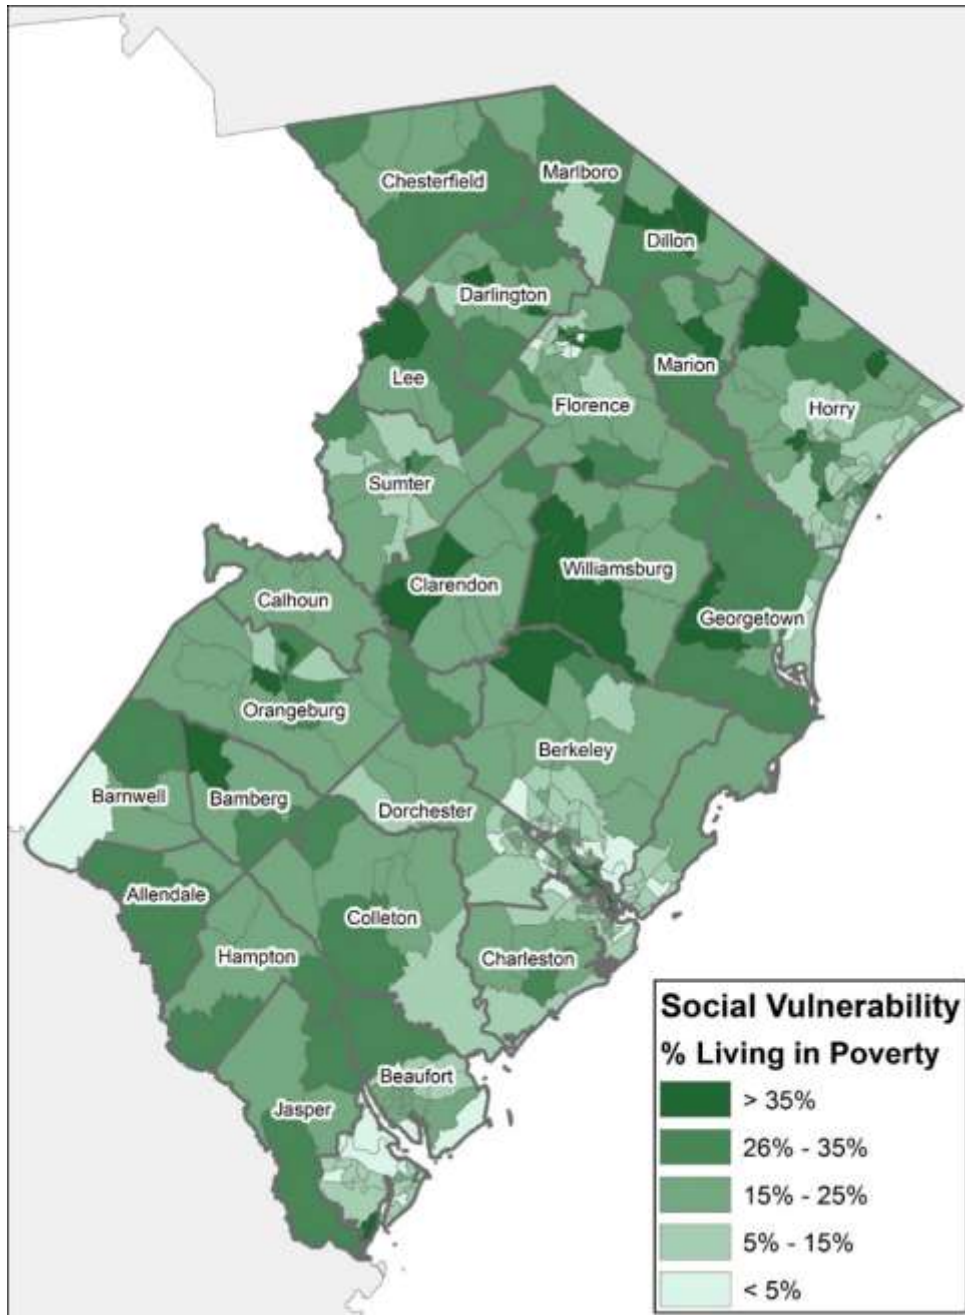 Chesterfield
Marlboro
Dillon
Darlington
Marion
Lee
Florence
Horry
Sumter
Clarendon
Williamsburg
Calhoun
Georgetown
Orangeburg
Berkeley
Barnwell
Bamberg
Dorchester
Allendale
Colleton
Hampton
Charleston
Beaufort
Jasper
Social Vulnerability
% Living in Poverty
> 35%
26% - 35%
15% - 25%
5% - 15%
< 5%